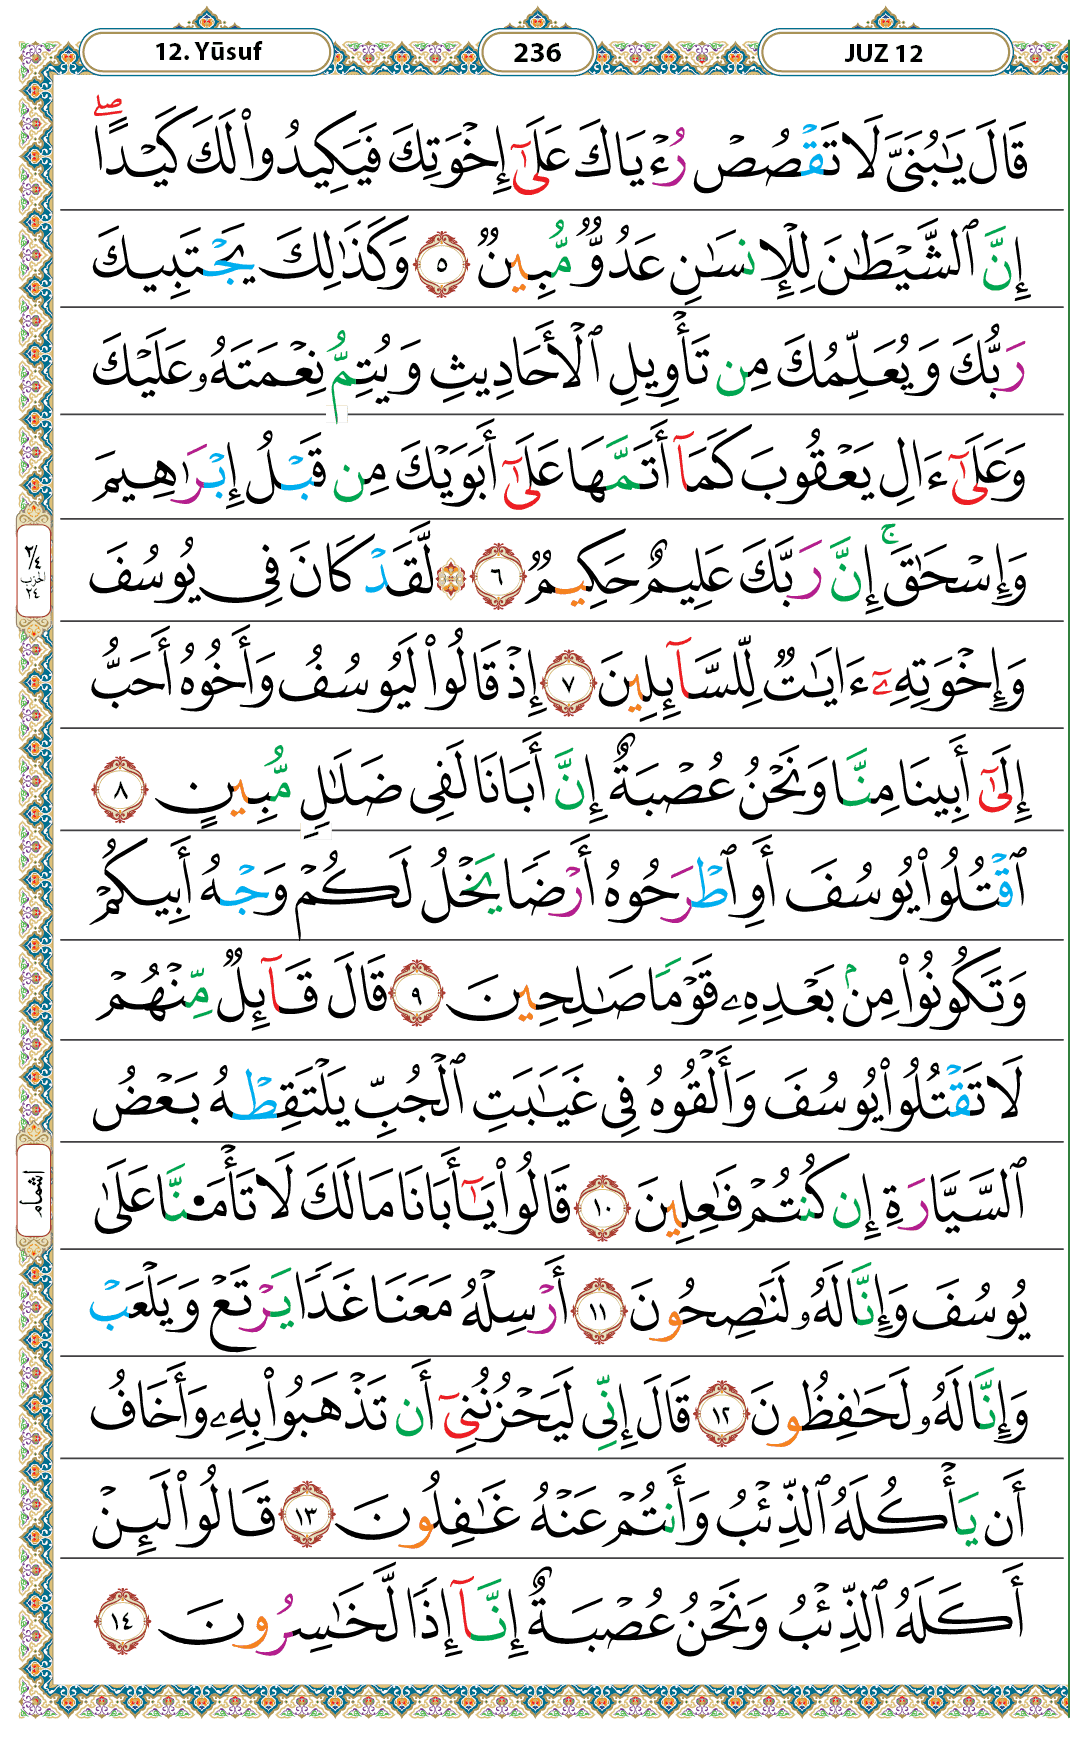 12. Yūsuf
236
JUZ 12
قَالَ يَـٰبُنَىَّ لَا تَقْصُصْ رُءْيَاكَ عَلَىٰٓ إِخْوَتِكَ فَيَكِيدُوا۟ لَكَ كَيْدًا ۖ
إِنَّ ٱلشَّيْطَـٰنَ لِلْإِنسَـٰنِ عَدُوٌّ مُّبِينٌ ٥ وَكَذَٰلِكَ يَجْتَبِيكَ
رَبُّكَ وَيُعَلِّمُكَ مِن تَأْوِيلِ ٱلْأَحَادِيثِ وَيُتِمُّ نِعْمَتَهُۥ عَلَيْكَ
وَعَلَىٰٓ ءَالِ يَعْقُوبَ كَمَآ أَتَمَّهَا عَلَىٰٓ أَبَوَيْكَ مِن قَبْلُ إِبْرَٰهِيمَ
وَإِسْحَـٰقَ ۚ إِنَّ رَبَّكَ عَلِيمٌ حَكِيمٌ ٦ ۞ لَّقَدْ كَانَ فِى يُوسُفَ
وَإِخْوَتِهِۦٓ ءَايَـٰتٌ لِّلسَّآئِلِينَ ٧ إِذْ قَالُوا۟ لَيُوسُفُ وَأَخُوهُ أَحَبُّ
إِلَىٰٓ أَبِينَا مِنَّا وَنَحْنُ عُصْبَةٌ إِنَّ أَبَانَا لَفِى ضَلَـٰلٍ مُّبِينٍ ٨
ٱقْتُلُوا۟ يُوسُفَ أَوِ ٱطْرَحُوهُ أَرْضًا يَخْلُ لَكُمْ وَجْهُ أَبِيكُمْ
وَتَكُونُوا۟ مِنۢ بَعْدِهِۦ قَوْمًا صَـٰلِحِينَ ٩ قَالَ قَآئِلٌ مِّنْهُمْ
لَا تَقْتُلُوا۟ يُوسُفَ وَأَلْقُوهُ فِى غَيَـٰبَتِ ٱلْجُبِّ يَلْتَقِطْهُ بَعْضُ
ٱلسَّيَّارَةِ إِن كُنتُمْ فَـٰعِلِينَ ١٠ قَالُوا۟ يَـٰٓأَبَانَا مَا لَكَ لَا تَأْمَ۫نَّا عَلَىٰ
يُوسُفَ وَإِنَّا لَهُۥ لَنَـٰصِحُونَ ١١ أَرْسِلْهُ مَعَنَا غَدًا يَرْتَعْ وَيَلْعَبْ
وَإِنَّا لَهُۥ لَحَـٰفِظُونَ ١٢ قَالَ إِنِّى لَيَحْزُنُنِىٓ أَن تَذْهَبُوا۟ بِهِۦ وَأَخَافُ
أَن يَأْكُلَهُ ٱلذِّئْبُ وَأَنتُمْ عَنْهُ غَـٰفِلُونَ ١٣ قَالُوا۟ لَئِنْ
أَكَلَهُ ٱلذِّئْبُ وَنَحْنُ عُصْبَةٌ إِنَّآ إِذًا لَّخَـٰسِرُونَ ١٤
٢/٤
الحزب
٢٤
اشمام